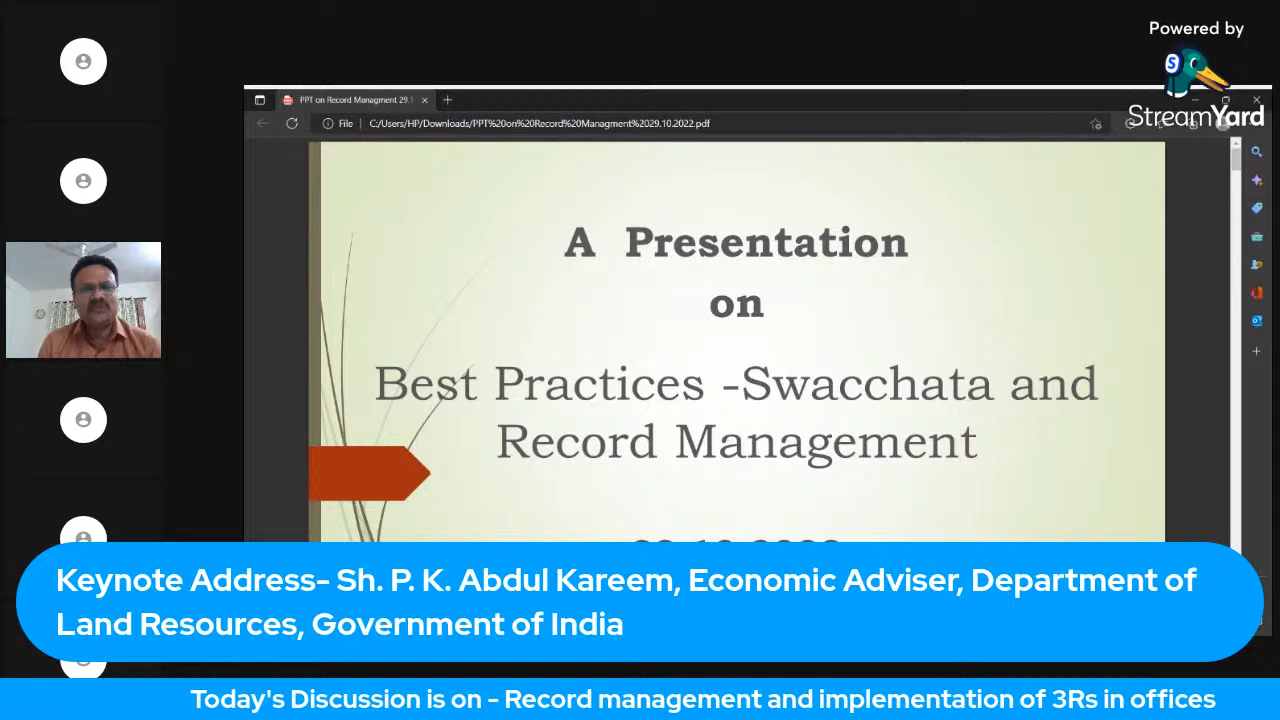 Powered by
StreamYard
PPT on Record Managment 29.1
File
C:/Users/HP/Downloads/PPT%20on%20Record%20Managment%2029.10.2022.pdf
A Presentation
on
Best Practices -Swacchata and
Record Management
Keynote Address- Sh. P. K. Abdul Kareem, Economic Adviser, Department of
Land Resources, Government of India
Today's Discussion is on - Record management and implementation of 3Rs in offices